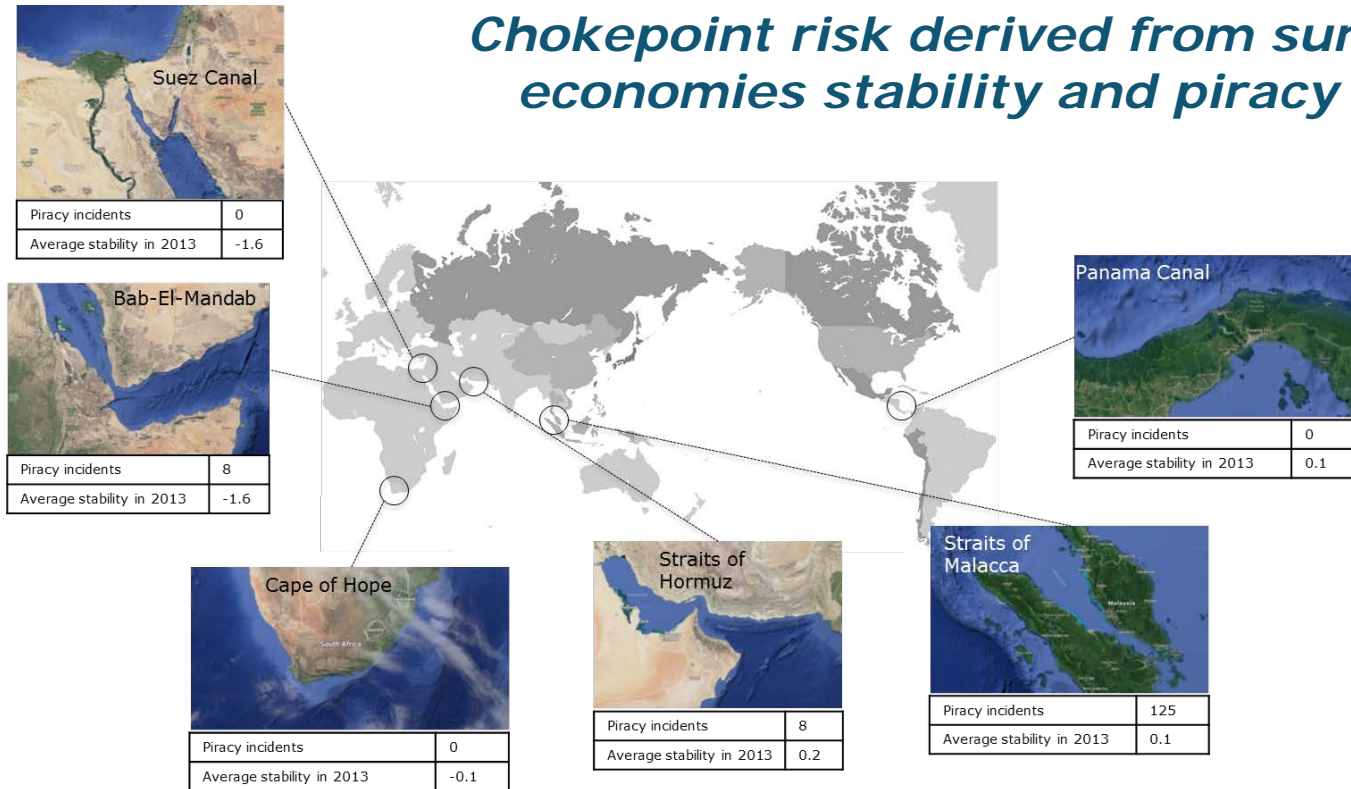 Chokepoint risk derived from sur
economies stability and piracy
Suez Canal
Piracy incidents 0
Average stability in 2013 -1.6
Bab-El-Mandab
Piracy incidents 8
Average stability in 2013 -1.6
Panama Canal
Piracy incidents 0
Average stability in 2013 0.1
Cape of Hope
South Africa
Piracy incidents 0
Average stability in 2013 -0.1
Straits of
Hormuz
Piracy incidents 8
Average stability in 2013 0.2
Straits of
Malacca
Malaysia
Piracy incidents 125
Average stability in 2013 0.1